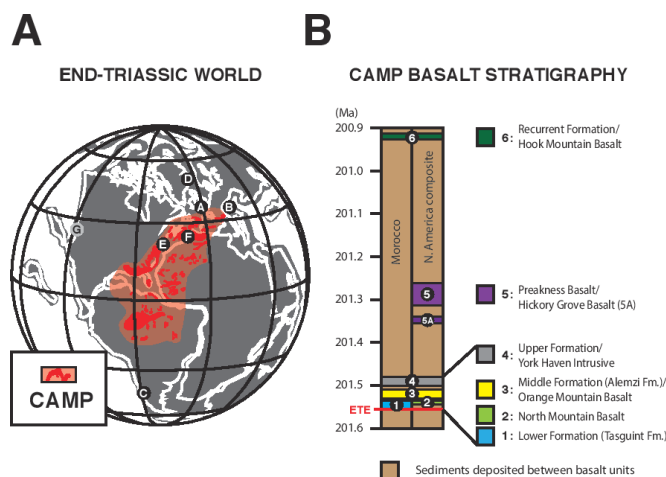 A
B
END-TRIASSIC WORLD
CAMP BASALT STRATIGRAPHY
D
A
B
G
E
F
C
CAMP
(Ma)
200.9
201.0
201.1
201.2
201.3
201.4
201.5
201.6
ETE
Morocco
N. America composite
6
5
5A
4
3
2
1
6: Recurrent Formation/
Hook Mountain Basalt
5: Preakness Basalt/
Hickory Grove Basalt (5A)
4: Upper Formation/
York Haven Intrusive
3: Middle Formation (Alemzi Fm.)/
Orange Mountain Basalt
2: North Mountain Basalt
1: Lower Formation (Tasguint Fm.)
Sediments deposited between basalt units